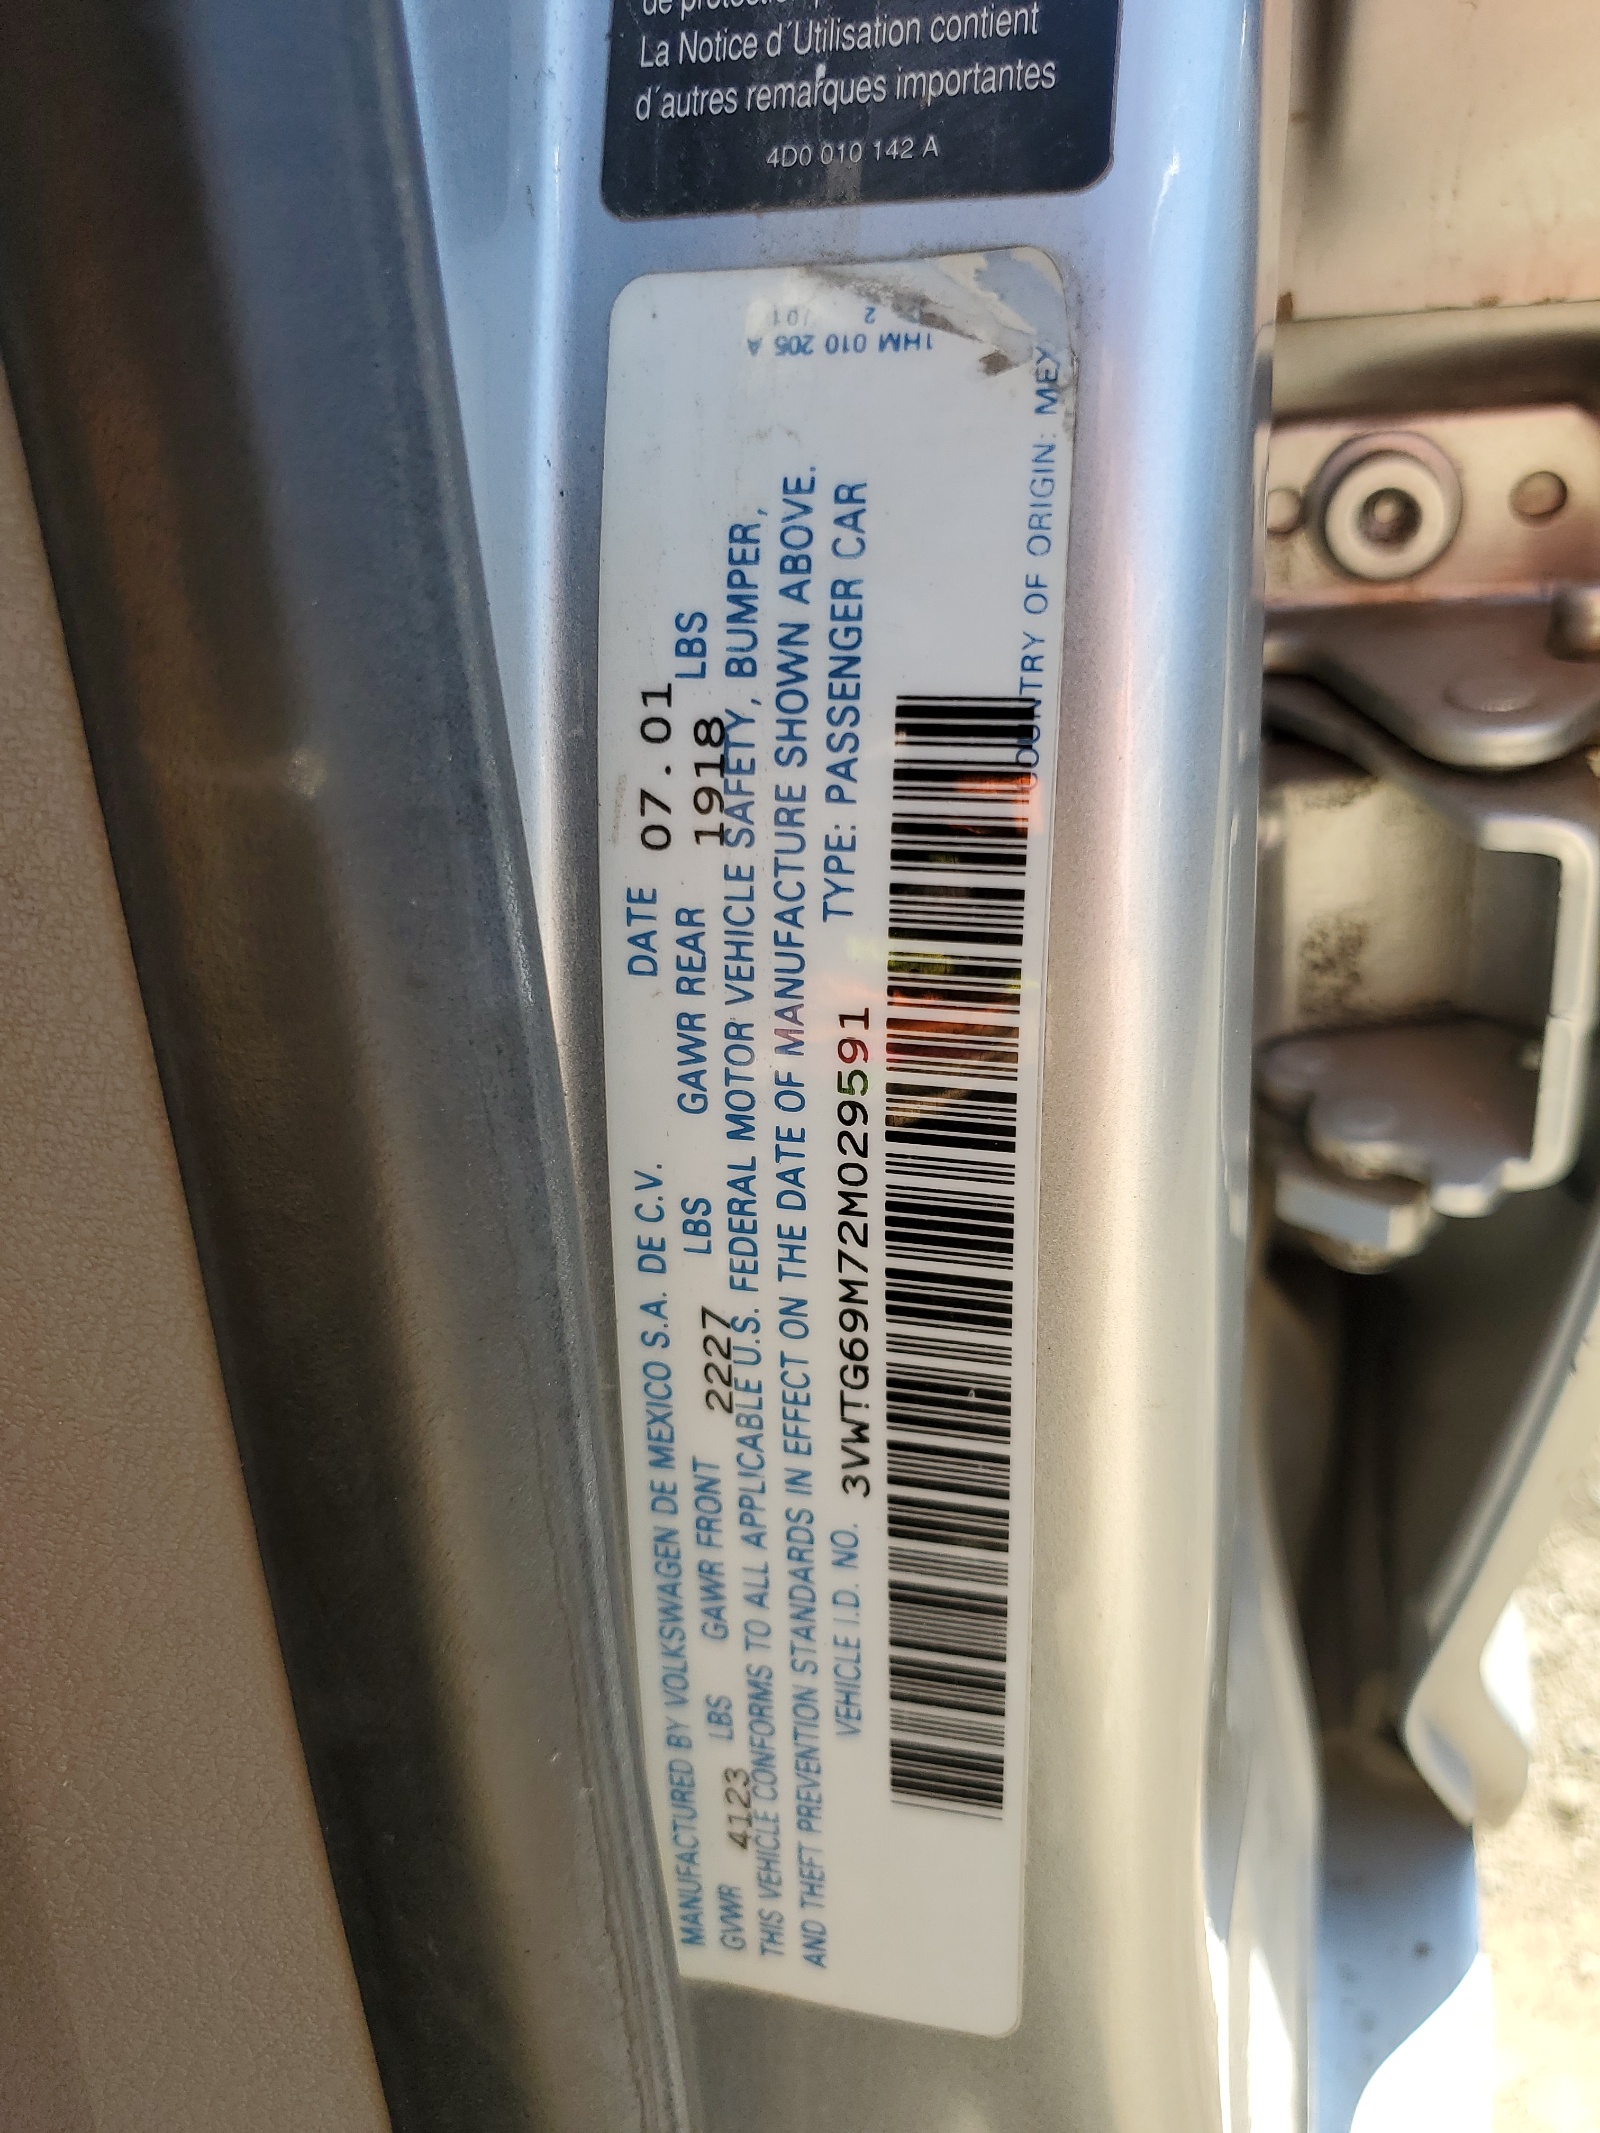 La Notice d´Utilisation contient
d´autres remarques importantes
4D0 010 142 A
MANUFACTURED BY VOLKSWAGEN DE MEXICO S.A. DE C.V. DATE 07.01
GVWR 4123 LBS GAWR FRONT 2227 LBS GAWR REAR 1918 LBS
THIS VEHICLE CONFORMS TO ALL APPLICABLE U.S. FEDERAL MOTOR VEHICLE SAFETY, BUMPER,
AND THEFT PREVENTION STANDARDS IN EFFECT ON THE DATE OF MANUFACTURE SHOWN ABOVE.
VEHICLE I.D. NO. 3VWTG69M72M029591 TYPE: PASSENGER CAR
COUNTRY OF ORIGIN: MEX
1HM 010 205 A